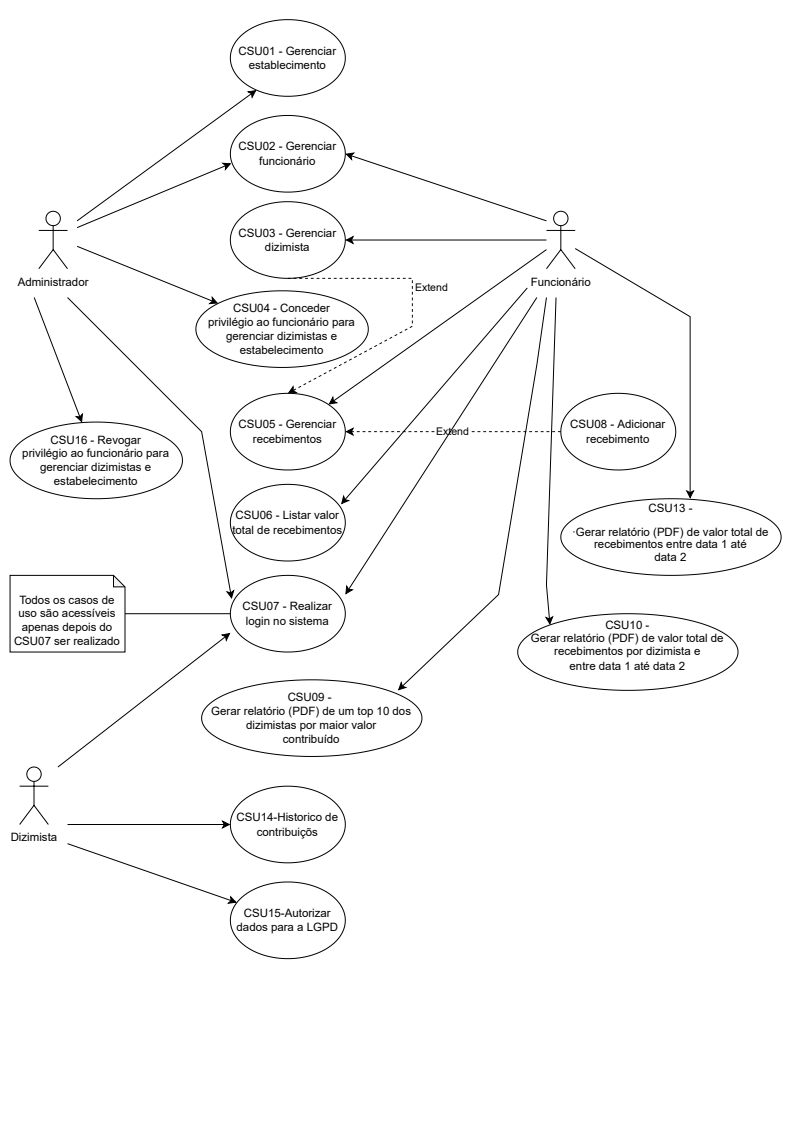 CSU01 - Gerenciar
establecimento
CSU02 - Gerenciar
funcionário
CSU03 - Gerenciar
dizimista
Administrador
Funcionário
Extend
CSU04 - Conceder
privilégio ao funcionário para
gerenciar dizimistas e
estabelecimento
CSU05 - Gerenciar
recebimentos
Extend
CSU08 - Adicionar
recebimento
CSU16 - Revogar
privilégio ao funcionário para
gerenciar dizimistas e
estabelecimento
CSU06 - Listar valor
total de recebimentos
CSU13 -
·Gerar relatório (PDF) de valor total de
recebimentos entre data 1 até
data 2
Todos os casos de
uso são acessíveis
apenas depois do
CSU07 ser realizado
CSU07 - Realizar
login no sistema
CSU10 -
Gerar relatório (PDF) de valor total de
recebimentos por dizimista e
entre data 1 até data 2
CSU09 -
Gerar relatório (PDF) de um top 10 dos
dizimistas por maior valor
contribuído
Dizimista
CSU14-Historico de
contribuiçõs
CSU15-Autorizar
dados para a LGPD